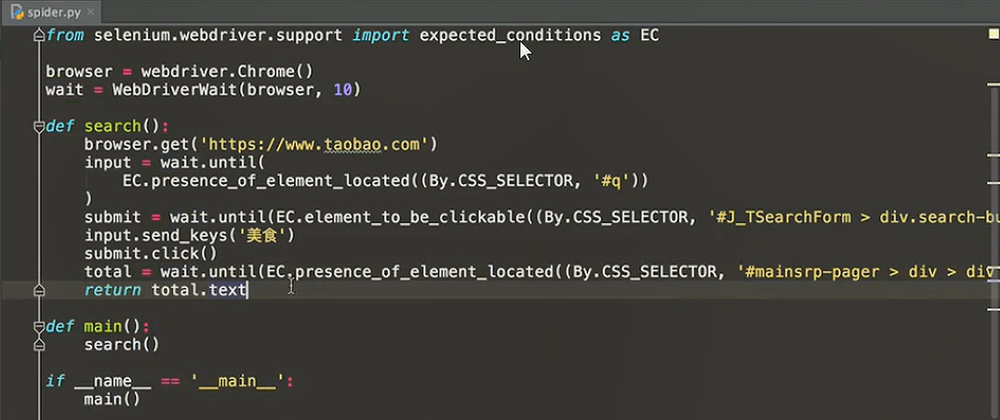 spider.py
from selenium.webdriver.support import expected_conditions as EC
browser = webdriver.Chrome()
wait = WebDriverWait(browser, 10)
def search():
browser.get('https://www.taobao.com')
input = wait.until(
EC.presence_of_element_located((By.CSS_SELECTOR, '#q'))
)
submit = wait.until(EC.element_to_be_clickable((By.CSS_SELECTOR, '#J_TSearchForm > div.search-bu
input.send_keys('美食')
submit.click()
total = wait.until(EC.presence_of_element_located((By.CSS_SELECTOR, '#mainsrp-pager > div > div
return total.text
def main():
search()
if __name__ == '__main__':
main()